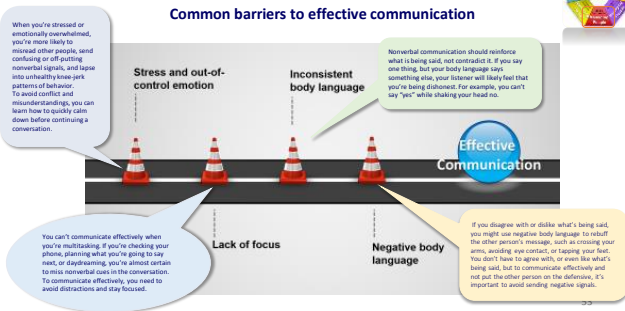 Common barriers to effective communication
When you're stressed or
emotionally overwhelmed,
you're more likely to
misread other people, send
confusing or off-putting
nonverbal signals, and lapse
into unhealthy knee-jerk
patterns of behavior.
To avoid conflict and
misunderstandings, you can
learn how to quickly calm
down before continuing a
conversation.
Stress and out-of-
control emotion
Inconsistent
body language
Nonverbal communication should reinforce
what is being said, not contradict it. If you say
one thing, but your body language says
something else, your listener will likely feel that
you're being dishonest. For example, you can't
say "yes" while shaking your head no.
Effective
Communication
You can't communicate effectively when
you're multitasking. If you're checking your
phone, planning what you're going to say
next, or daydreaming, you're almost certain
to miss nonverbal cues in the conversation.
To communicate effectively, you need to
avoid distractions and stay focused.
Lack of focus
Negative body
language
If you disagree with or dislike what's being said,
you might use negative body language to rebuff
the other person's message, such as crossing your
arms, avoiding eye contact, or tapping your feet.
You don't have to agree with, or even like what's
being said, but to communicate effectively and
not put the other person on the defensive, it's
important to avoid sending negative signals.